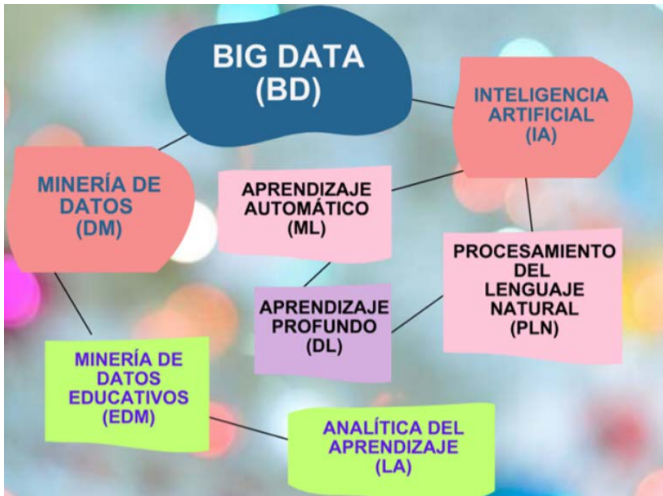 BIG DATA
(BD)
INTELIGENCIA
ARTIFICIAL
(IA)
MINERÍA DE
DATOS
(DM)
APRENDIZAJE
AUTOMÁTICO
(ML)
PROCESAMIENTO
DEL
LENGUAJE
NATURAL
(PLN)
APRENDIZAJE
PROFUNDO
(DL)
MINERÍA DE
DATOS
EDUCATIVOS
(EDM)
ANALÍTICA DEL
APRENDIZAJE
(LA)